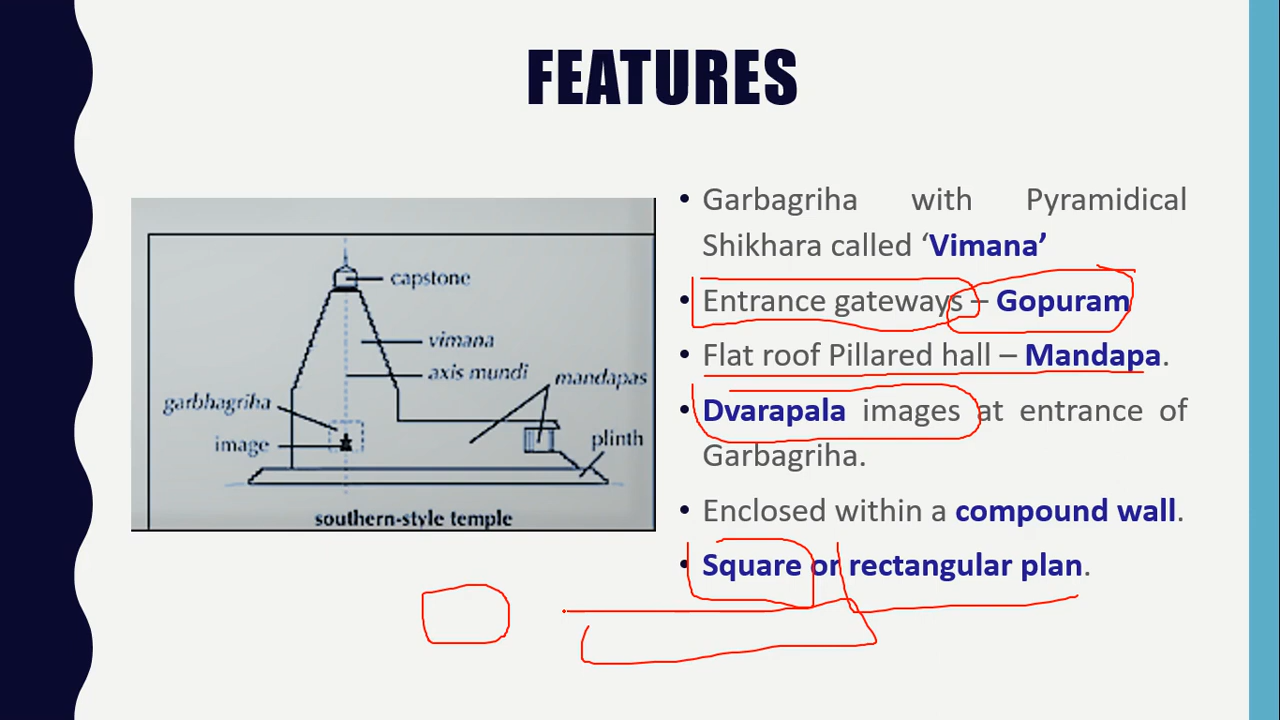 FEATURES
capstone
vimana
axis mundi
mandapas
garbhagriha
image
plinth
southern-style temple
• Garbagriha with Pyramidical
Shikhara called ‘Vimana’
• Entrance gateways – Gopuram
• Flat roof Pillared hall – Mandapa.
• Dvarapala images at entrance of
Garbagriha.
• Enclosed within a compound wall.
• Square or rectangular plan.